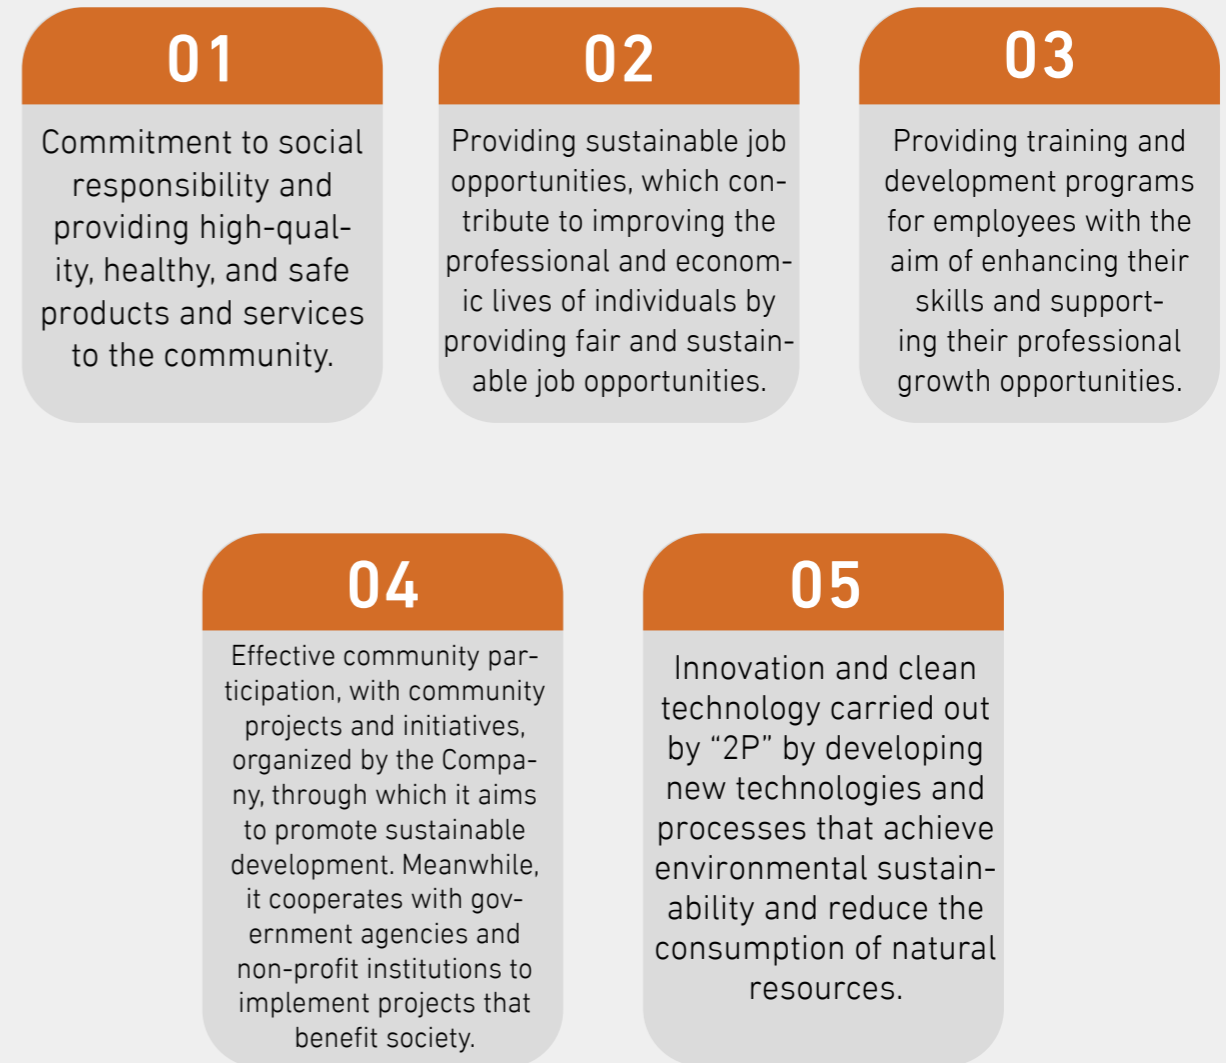 01
Commitment to social
responsibility and
providing high-qual-
ity, healthy, and safe
products and services
to the community.
02
Providing sustainable job
opportunities, which con-
tribute to improving the
professional and econom-
ic lives of individuals by
providing fair and sustain-
able job opportunities.
03
Providing training and
development programs
for employees with the
aim of enhancing their
skills and support-
ing their professional
growth opportunities.
04
Effective community par-
ticipation, with community
projects and initiatives,
organized by the Compa-
ny, through which it aims
to promote sustainable
development. Meanwhile,
it cooperates with gov-
ernment agencies and
non-profit institutions to
implement projects that
benefit society.
05
Innovation and clean
technology carried out
by “2P” by developing
new technologies and
processes that achieve
environmental sustain-
ability and reduce the
consumption of natural
resources.